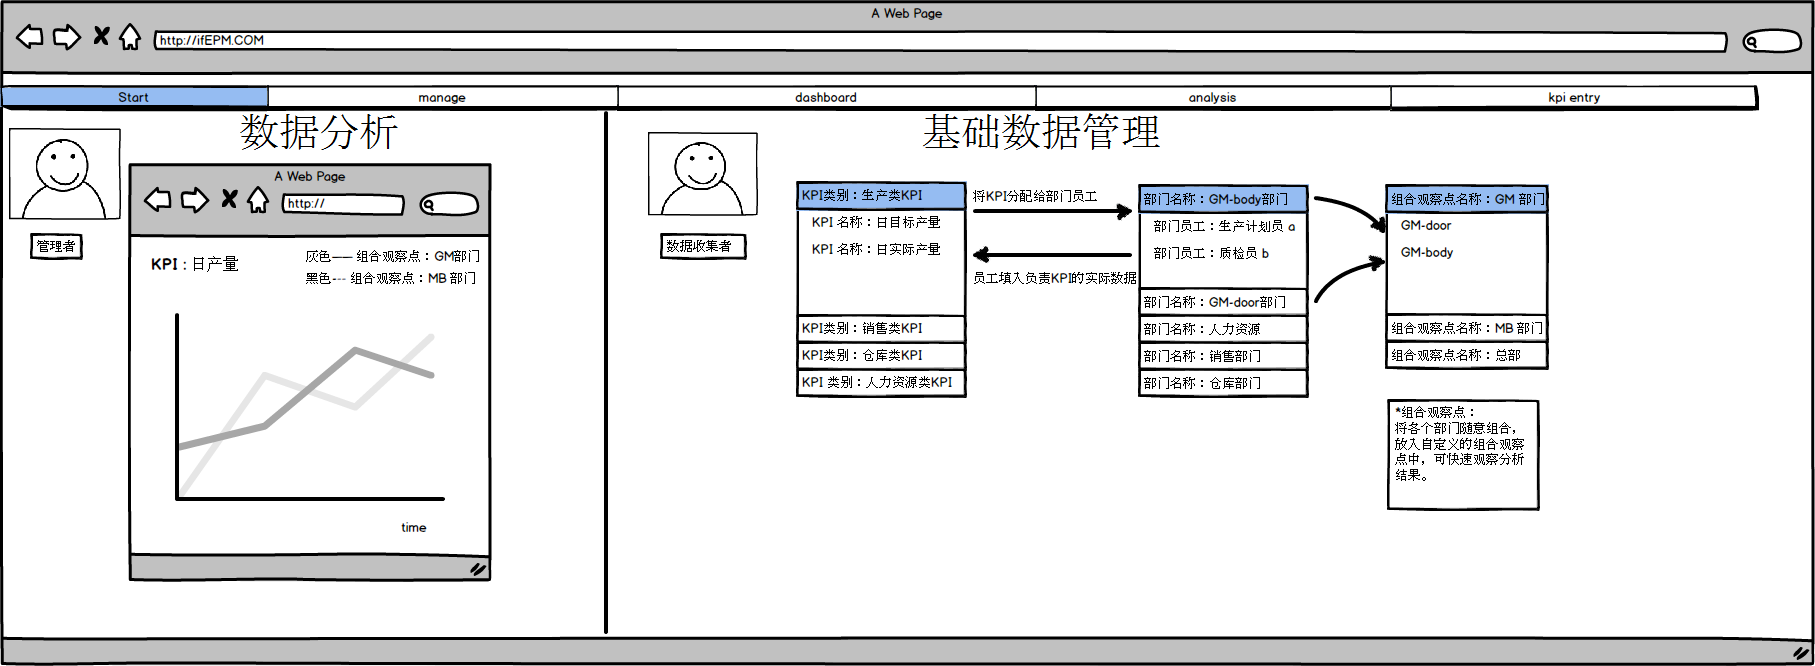 A Web Page
http://ifEPM.COM
Start
manage
dashboard
analysis
kpi entry
数据分析
管理者
A Web Page
http://
KPI : 日产量
灰色—— 组合观察点：GM部门
黑色--- 组合观察点：MB 部门
time
基础数据管理
数据收集者
KPI类别：生产类KPI
KPI 名称：日目标产量
KPI 名称：日实际产量
KPI类别：销售类KPI
KPI类别：仓库类KPI
KPI 类别：人力资源类KPI
将KPI分配给部门员工
员工填入负责KPI的实际数据
部门名称：GM-body部门
部门员工：生产计划员 a
部门员工：质检员 b
部门名称：GM-door部门
部门名称：人力资源
部门名称：销售部门
部门名称：仓库部门
组合观察点名称：GM 部门
GM-door
GM-body
组合观察点名称：MB 部门
组合观察点名称：总部
*组合观察点：
将各个部门随意组合，
放入自定义的组合观察
点中，可快速观察分析
结果。